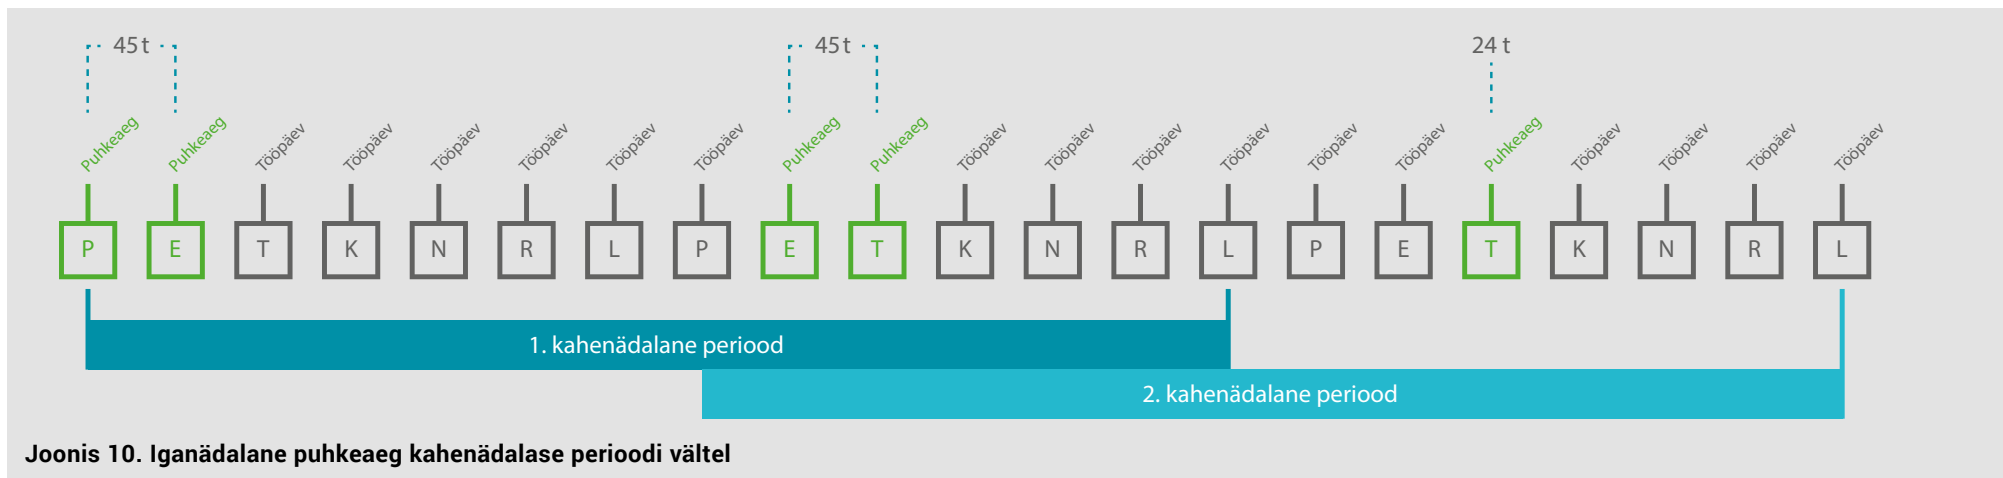 45 t 45 t 24 t
Puhkeaeg Puhkeaeg Tööpäev Tööpäev Tööpäev Tööpäev Tööpäev Tööpäev Puhkeaeg Puhkeaeg Tööpäev Tööpäev Tööpäev Tööpäev Tööpäev Tööpäev Puhkeaeg Tööpäev Tööpäev Tööpäev Tööpäev
P E T K N R L P E T K N R L P E T K N R L
1. kahenädalane periood
2. kahenädalane periood
Joonis 10. Iganädalane puhkeaeg kahenädalase perioodi vältel